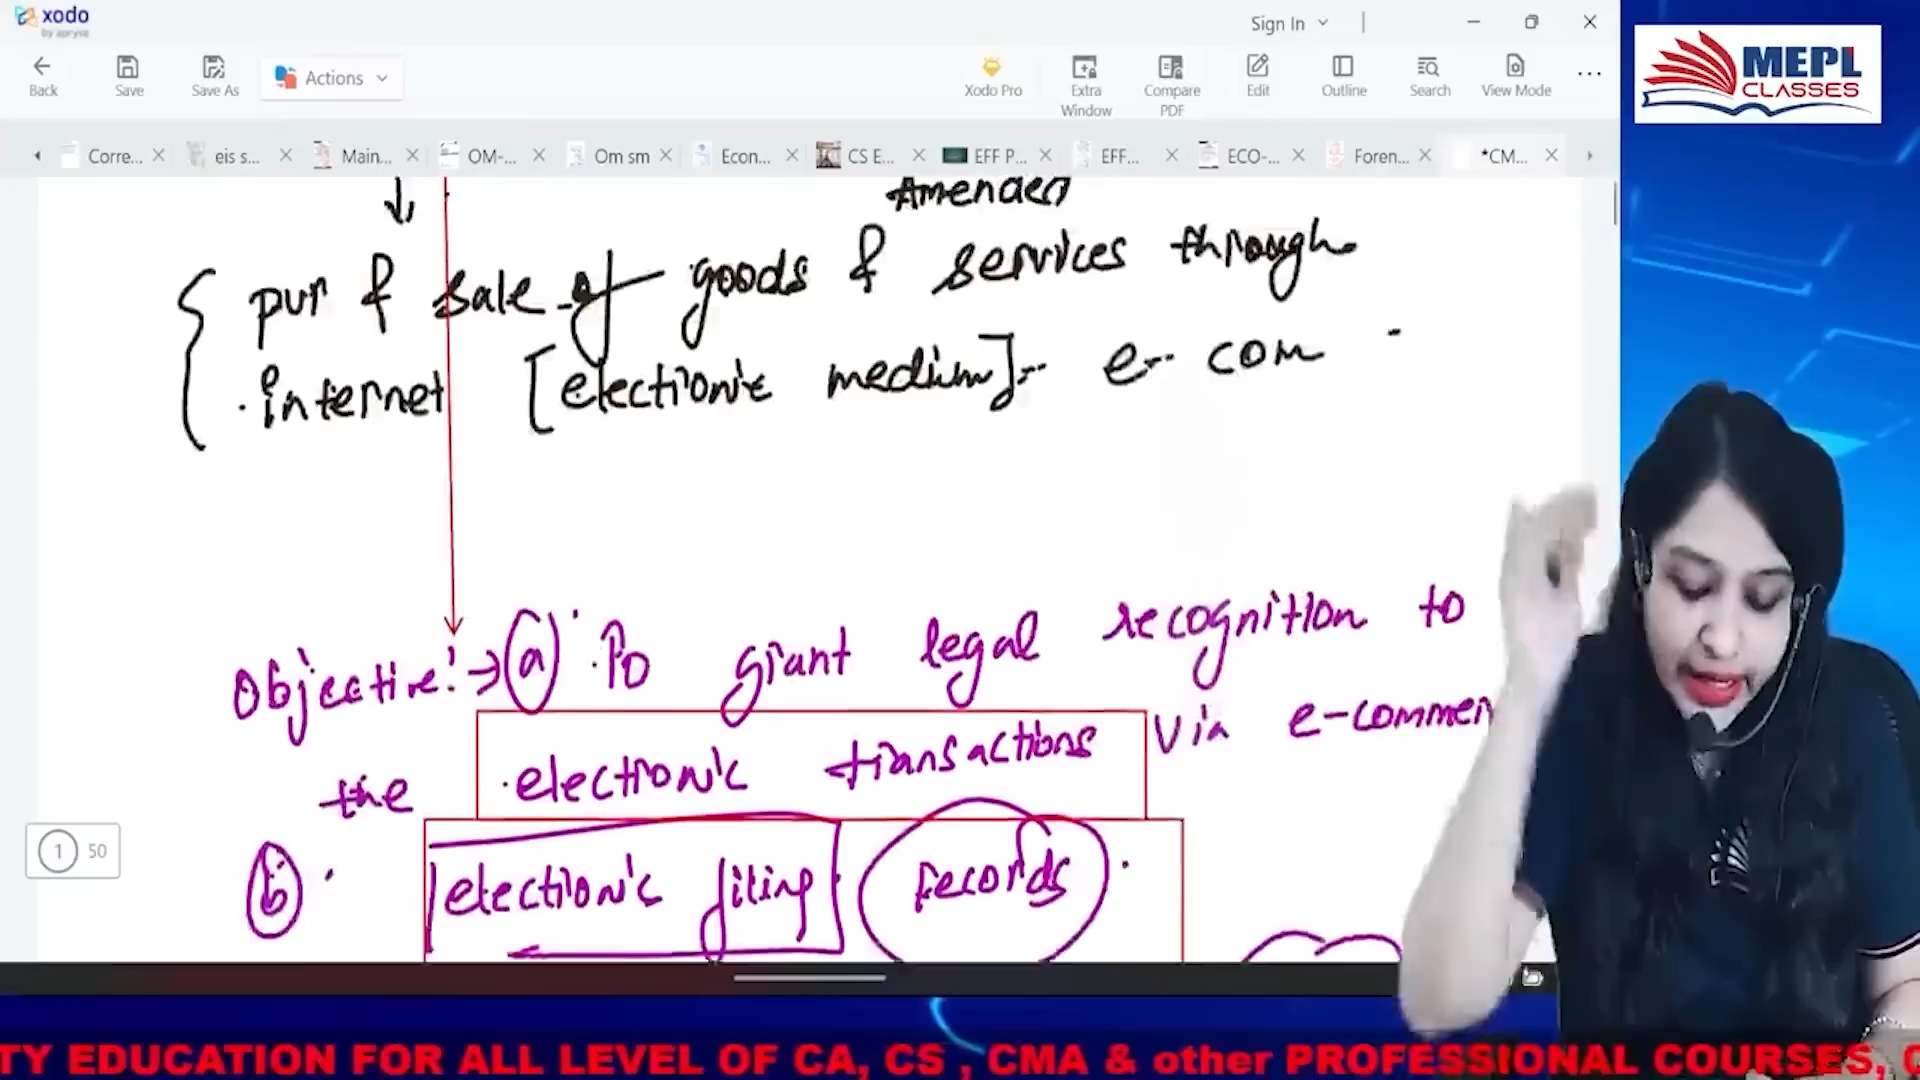 xodo
by apryse
Sign In
Back
Save
Save As
Actions
Xodo Pro
Extra Window
Compare PDF
Edit
Outline
Search
View Mode
Corre...
eis s...
Main...
OM-...
Om sm
Econ...
CS E...
EFF P...
EFF...
ECO-...
Foren...
*CM...
MEPL
CLASSES
Amended
pur & sale of goods & services through
internet [electronic medium] e-com
Objective: → (a) To grant legal recognition to
the electronic transactions via e-commer
(b) electronic filing records
1 50
TY EDUCATION FOR ALL LEVEL OF CA, CS , CMA & other PROFESSIONAL COURSES, C